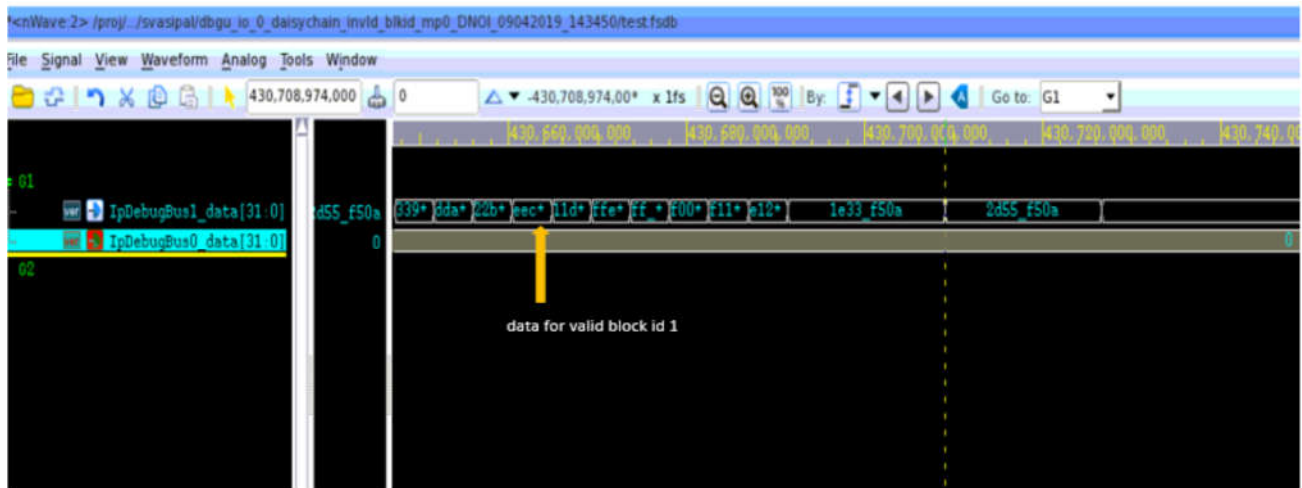 *<nWave:2> /proj/../svasipal/dbgu_io_0_daisychain_invld_blkid_mp0_DNOI_09042019_143450/test.fsdb
File Signal View Waveform Analog Tools Window
430,708,974,000 0 -430,708,974,00* x 1fs 100 % By: Go to: G1
430,660,000,000 430,680,000,000 430,700,000,000 430,720,000,000 430,740,00
G1
IpDebugBus1_data[31:0] 2d55_f50a 339* dda* 22b* eec* 11d* ffe* ff_* f00* f11* e12* 1e33_f50a 2d55_f50a
IpDebugBus0_data[31:0] 0 0
G2
data for valid block id 1